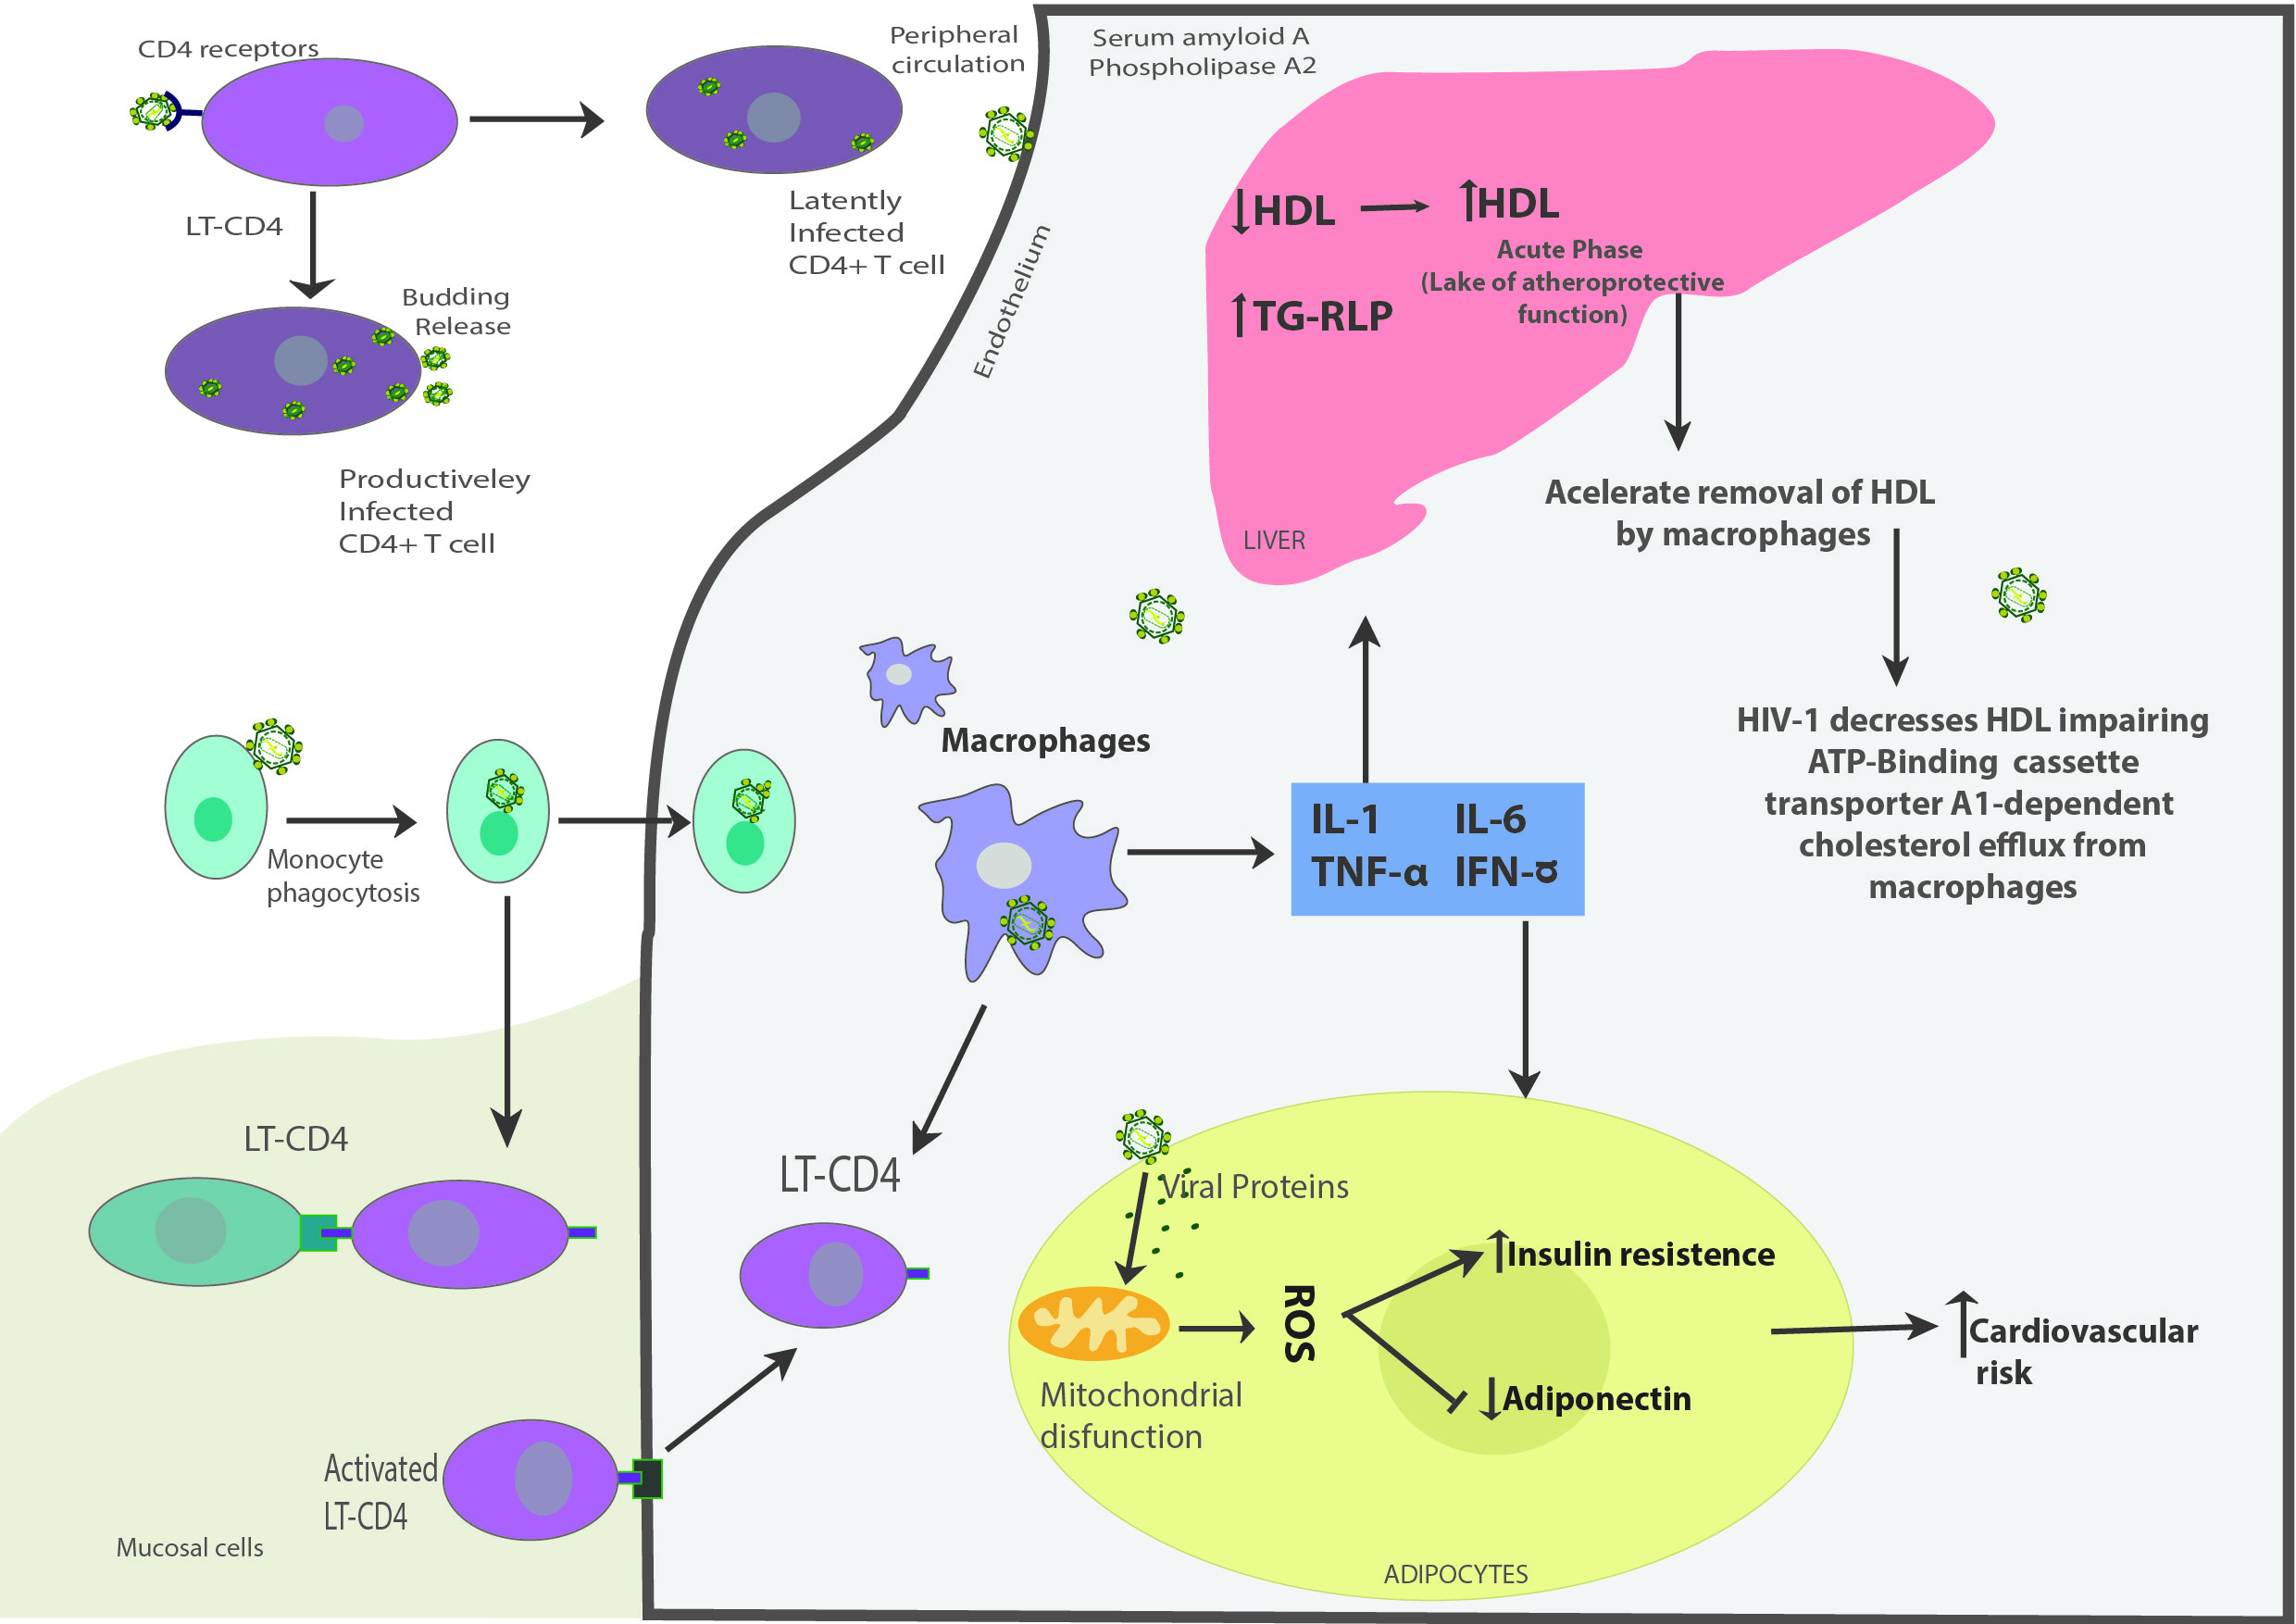 CD4 receptors
LT-CD4
Budding
Release
Productiveley
Infected
CD4+ T cell
Peripheral
circulation
Latently
Infected
CD4+ T cell
Endothelium
Serum amyloid A
Phospholipase A2
↓HDL → ↑HDL
Acute Phase
(Lake of atheroprotective
function)
↑TG-RLP
LIVER
Acelerate removal of HDL
by macrophages
HIV-1 decresses HDL impairing
ATP-Binding cassette
transporter A1-dependent
cholesterol efflux from
macrophages
Monocyte
phagocytosis
Macrophages
IL-1 IL-6
TNF-α IFN-ɑ̄
LT-CD4
LT-CD4
Activated
LT-CD4
Mucosal cells
Viral Proteins
Mitochondrial
disfunction
ROS
↑Insulin resistence
↓Adiponectin
ADIPOCYTES
↑Cardiovascular
risk